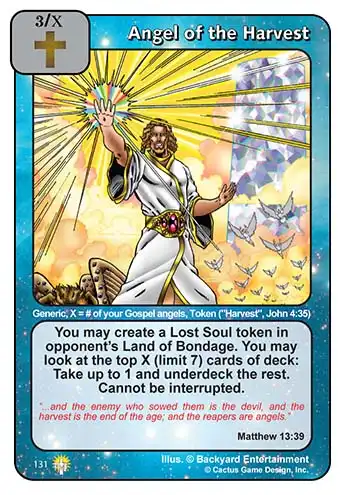 3/X
Angel of the Harvest
Generic, X = # of your Gospel angels, Token ("Harvest", John 4:35)
You may create a Lost Soul token in
opponent's Land of Bondage. You may
look at the top X (limit 7) cards of deck:
Take up to 1 and underdeck the rest.
Cannot be interrupted.
"...and the enemy who sowed them is the devil, and the
harvest is the end of the age; and the reapers are angels."
Matthew 13:39
131
Illus. © Backyard Entertainment
© Cactus Game Design, Inc.